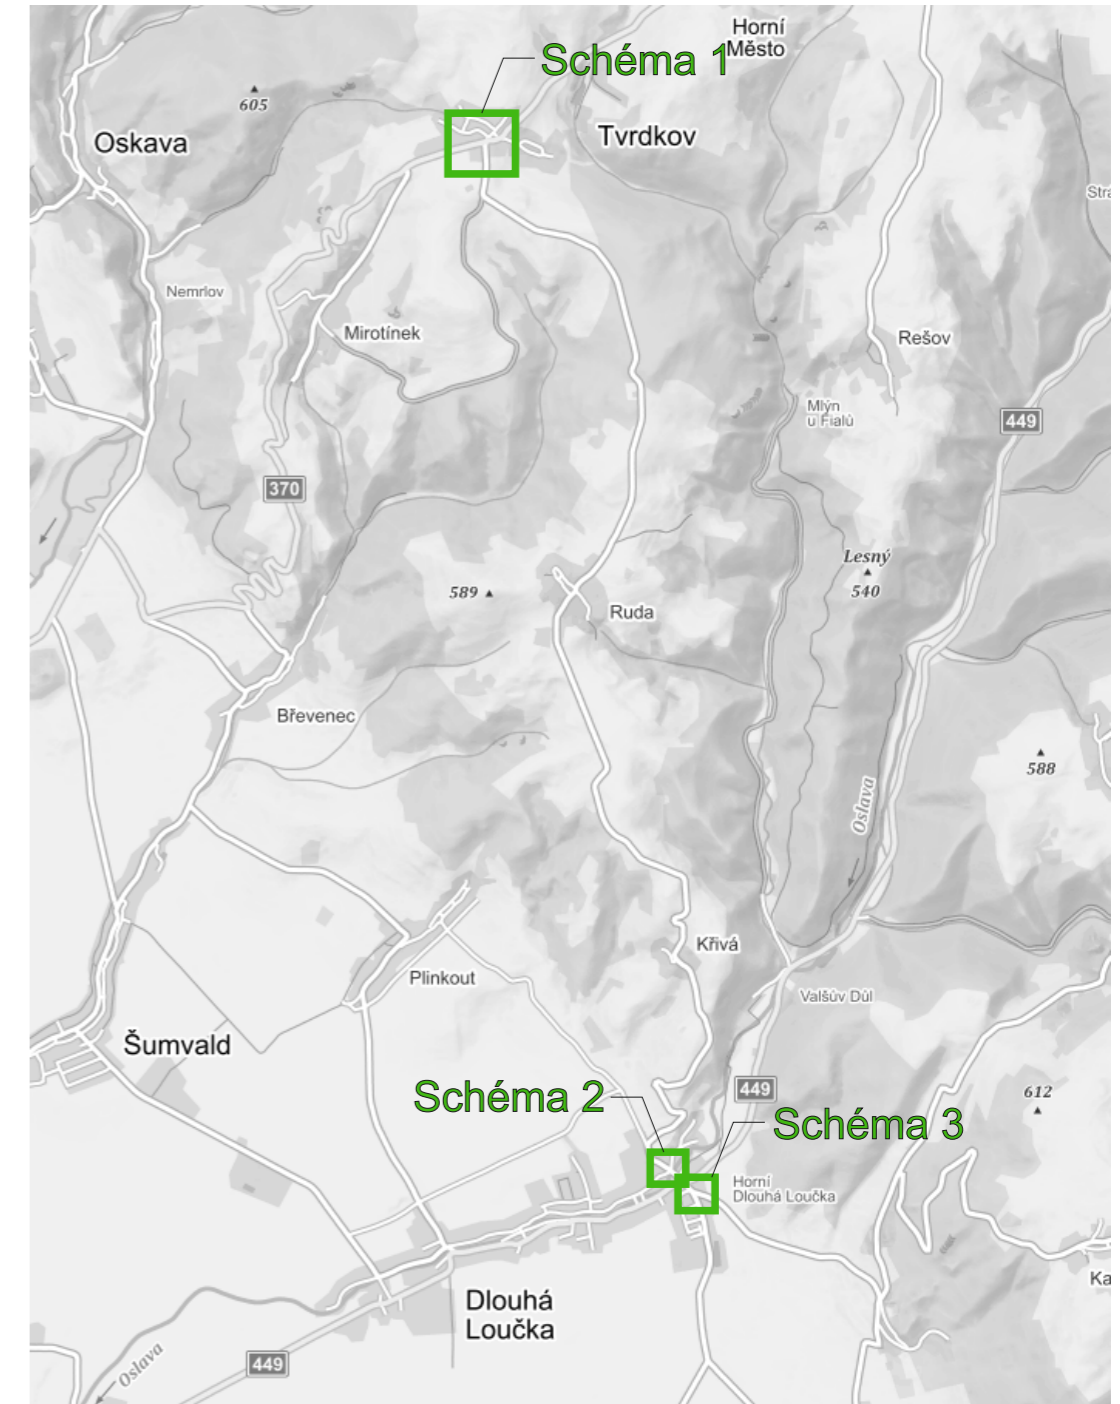 Horní
Město
Schéma 1
605
Oskava
Tvrdkov
Nemrlov
Mirotínek
Rešov
Mlýn
u Fialů
449
370
Lesný
540
589
Ruda
Břevenec
588
Oslava
Křivá
Plinkout
Valšův Důl
Šumvald
Schéma 2
449
612
Schéma 3
Horní
Dlouhá Loučka
Ka
Dlouhá
Loučka
449
Oslava
Stra